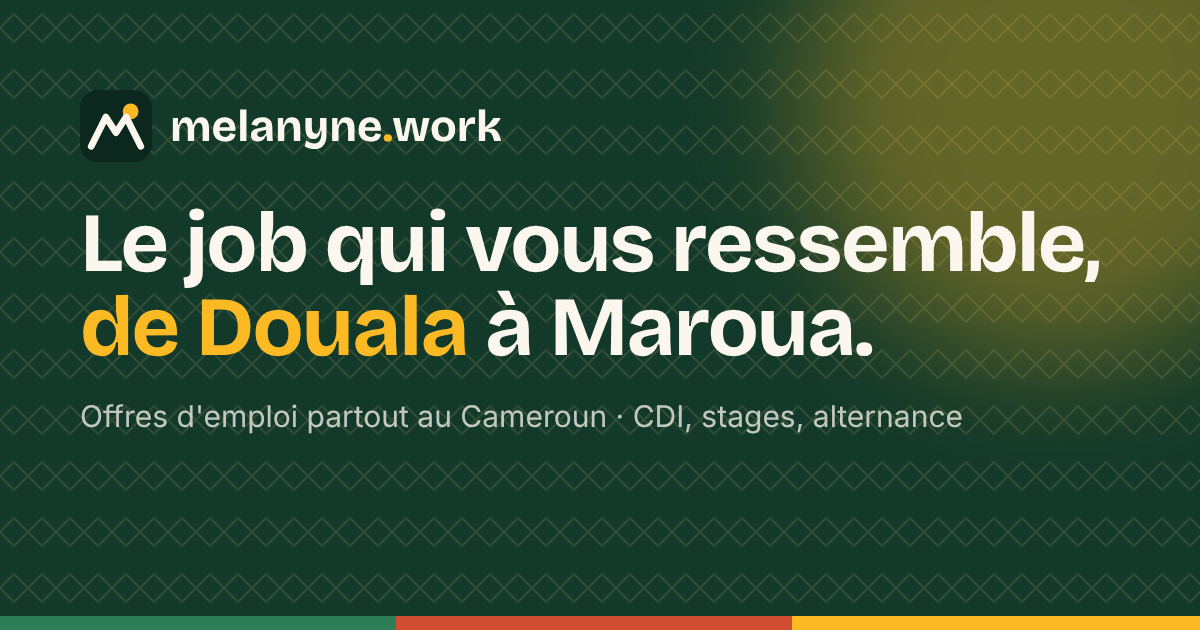 melanyne.work
Le job qui vous ressemble,
de Douala à Maroua.
Offres d'emploi partout au Cameroun · CDI, stages, alternance